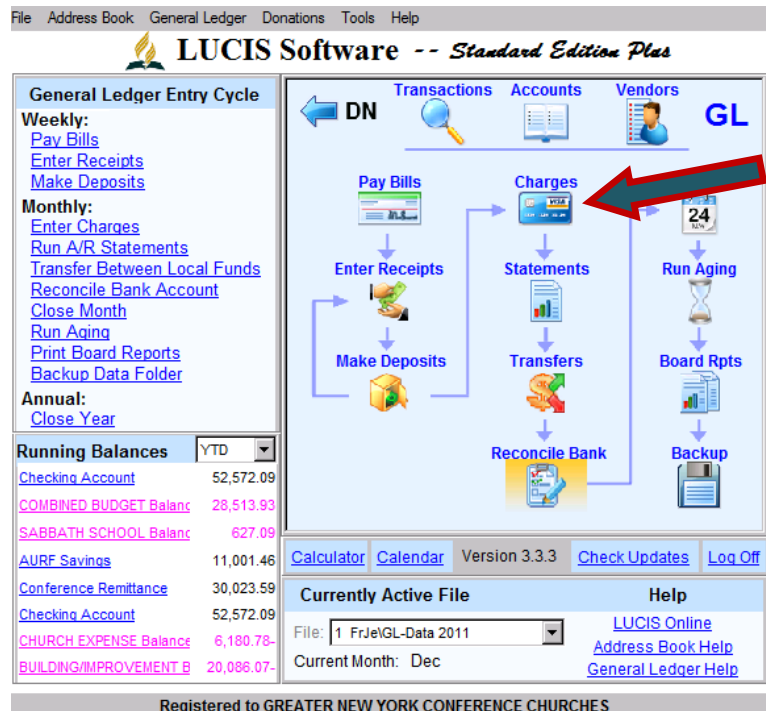 File Address Book General Ledger Donations Tools Help
LUCIS Software -- Standard Edition Plus
General Ledger Entry Cycle
Weekly:
Pay Bills
Enter Receipts
Make Deposits
Monthly:
Enter Charges
Run A/R Statements
Transfer Between Local Funds
Reconcile Bank Account
Close Month
Run Aging
Print Board Reports
Backup Data Folder
Annual:
Close Year
Running Balances YTD
Checking Account 52,572.09
COMBINED BUDGET Balanc 28,513.93
SABBATH SCHOOL Balanc 627.09
AURF Savings 11,001.46
Conference Remittance 30,023.59
Checking Account 52,572.09
CHURCH EXPENSE Balance 6,180.78-
BUILDING/IMPROVEMENT B 20,086.07-
DN Transactions Accounts Vendors GL
Pay Bills Charges
VISA
24
Enter Receipts Statements Run Aging
Make Deposits Transfers Board Rpts
Reconcile Bank Backup
Calculator Calendar Version 3.3.3 Check Updates Log Off
Currently Active File
File: 1 FrJe\GL-Data 2011
Current Month: Dec
Help
LUCIS Online
Address Book Help
General Ledger Help
Registered to GREATER NEW YORK CONFERENCE CHURCHES